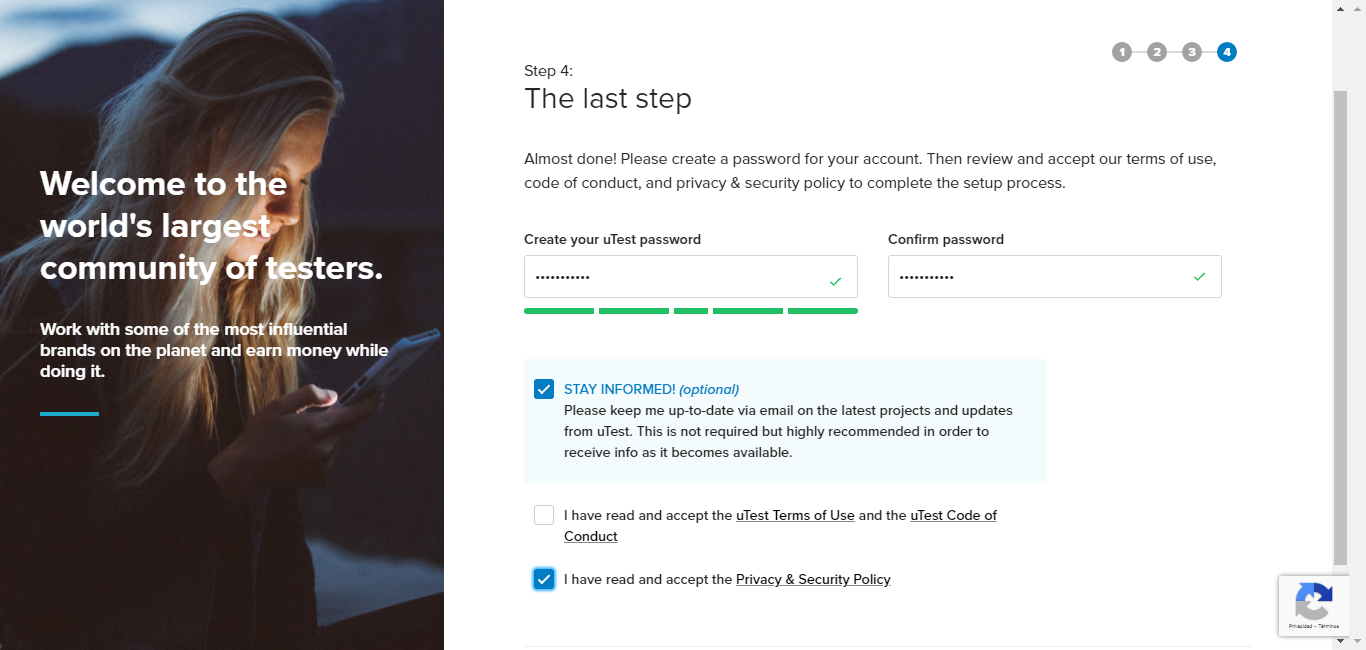 Welcome to the
world's largest
community of testers.
Work with some of the most influential
brands on the planet and earn money while
doing it.
1 2 3 4
Step 4:
The last step
Almost done! Please create a password for your account. Then review and accept our terms of use,
code of conduct, and privacy & security policy to complete the setup process.
Create your uTest password
Confirm password
•••••••••••
•••••••••••
STAY INFORMED! (optional)
Please keep me up-to-date via email on the latest projects and updates
from uTest. This is not required but highly recommended in order to
receive info as it becomes available.
I have read and accept the uTest Terms of Use and the uTest Code of
Conduct
I have read and accept the Privacy & Security Policy
Privacidad - Términos